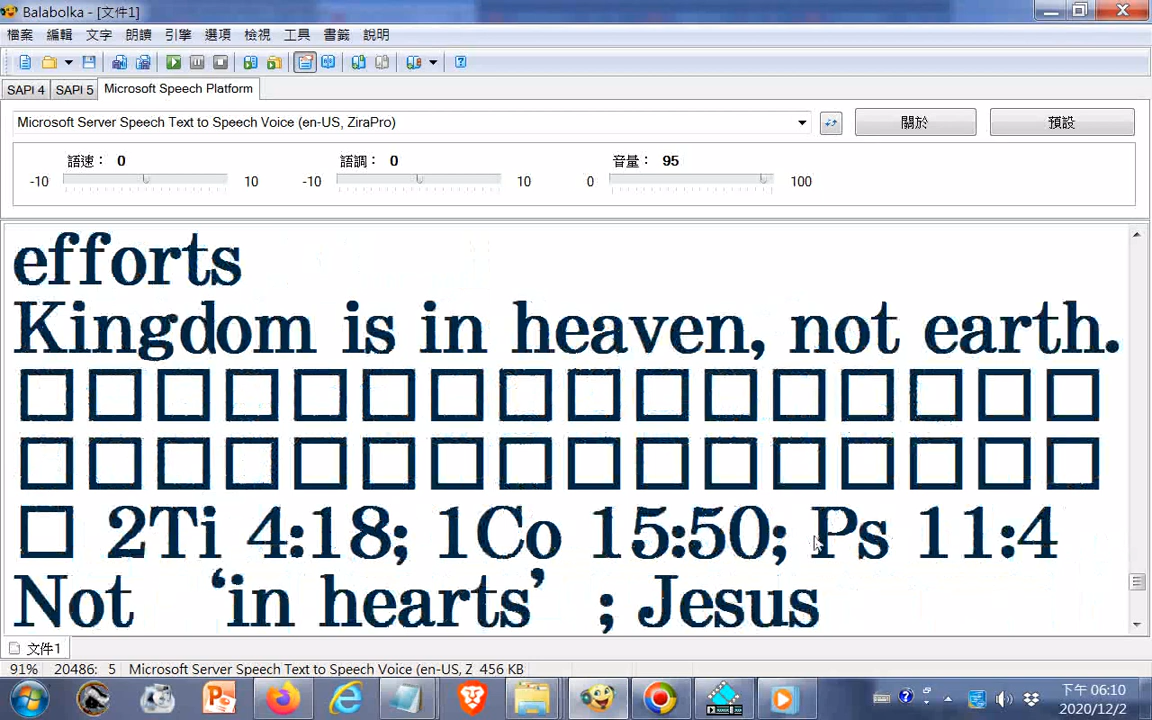 Balabolka - [文件1]
檔案 編輯 文字 朗讀 引擎 選項 檢視 工具 書籤 說明
SAPI 4 SAPI 5 Microsoft Speech Platform
Microsoft Server Speech Text to Speech Voice (en-US, ZiraPro) 關於 預設
語速： 0 語調： 0 音量： 95
-10 10 -10 10 0 100
efforts
Kingdom is in heaven, not earth.
□□□□□□□□□□□□□□□□
□□□□□□□□□□□□□□□□
□ 2Ti 4:18; 1Co 15:50; Ps 11:4
Not ‘in hearts’ ; Jesus
文件1
91% 20486: 5 Microsoft Server Speech Text to Speech Voice (en-US, Z 456 KB
下午 06:10
2020/12/2